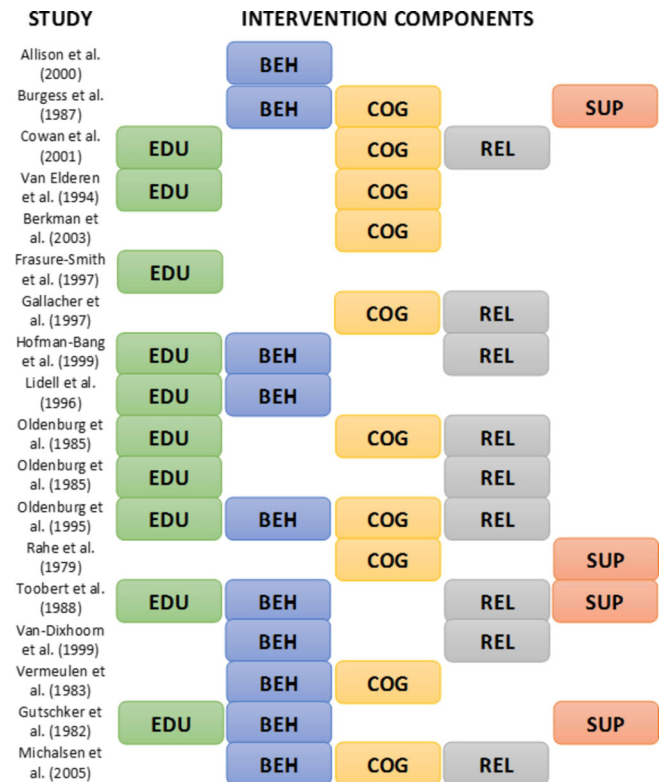 STUDY INTERVENTION COMPONENTS
Allison et al.
(2000)
BEH
Burgess et al.
(1987)
BEH COG SUP
Cowan et al.
(2001)
EDU COG REL
Van Elderen
et al. (1994)
EDU COG
Berkman et
al. (2003)
COG
Frasure-Smith
et al. (1997)
EDU
Gallacher et al.
(1997)
COG REL
Hofman-Bang
et al. (1999)
EDU BEH REL
Lidell et al.
(1996)
EDU BEH
Oldenburg et
al. (1985)
EDU COG REL
Oldenburg et
al. (1985)
EDU REL
Oldenburg et
al. (1995)
EDU BEH COG REL
Rahe et al.
(1979)
COG SUP
Toobert et al.
(1988)
EDU BEH REL SUP
Van-Dixhoorn
et al. (1999)
BEH REL
Vermeulen et
al. (1983)
BEH COG
Gutschker et
al. (1982)
EDU BEH SUP
Michalsen et
al. (2005)
BEH COG REL